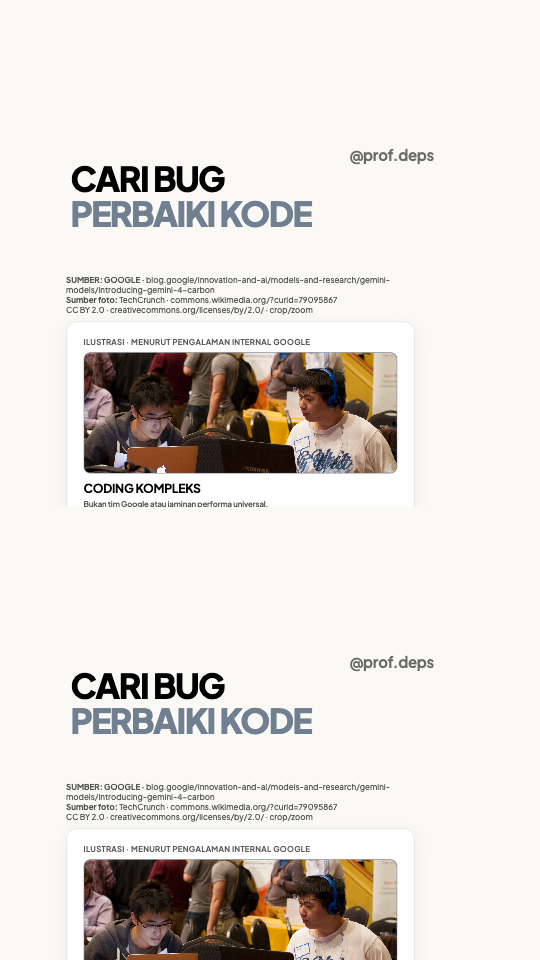 @prof.deps
CARI BUG
PERBAIKI KODE
SUMBER: GOOGLE · blog.google/innovation-and-ai/models-and-research/gemini-
models/introducing-gemini-4-carbon
Sumber foto: TechCrunch · commons.wikimedia.org/?curid=79095867
CC BY 2.0 · creativecommons.org/licenses/by/2.0/ · crop/zoom
ILUSTRASI · MENURUT PENGALAMAN INTERNAL GOOGLE
CODING KOMPLEKS
Bukan tim Google atau jaminan performa universal.
@prof.deps
CARI BUG
PERBAIKI KODE
SUMBER: GOOGLE · blog.google/innovation-and-ai/models-and-research/gemini-
models/introducing-gemini-4-carbon
Sumber foto: TechCrunch · commons.wikimedia.org/?curid=79095867
CC BY 2.0 · creativecommons.org/licenses/by/2.0/ · crop/zoom
ILUSTRASI · MENURUT PENGALAMAN INTERNAL GOOGLE